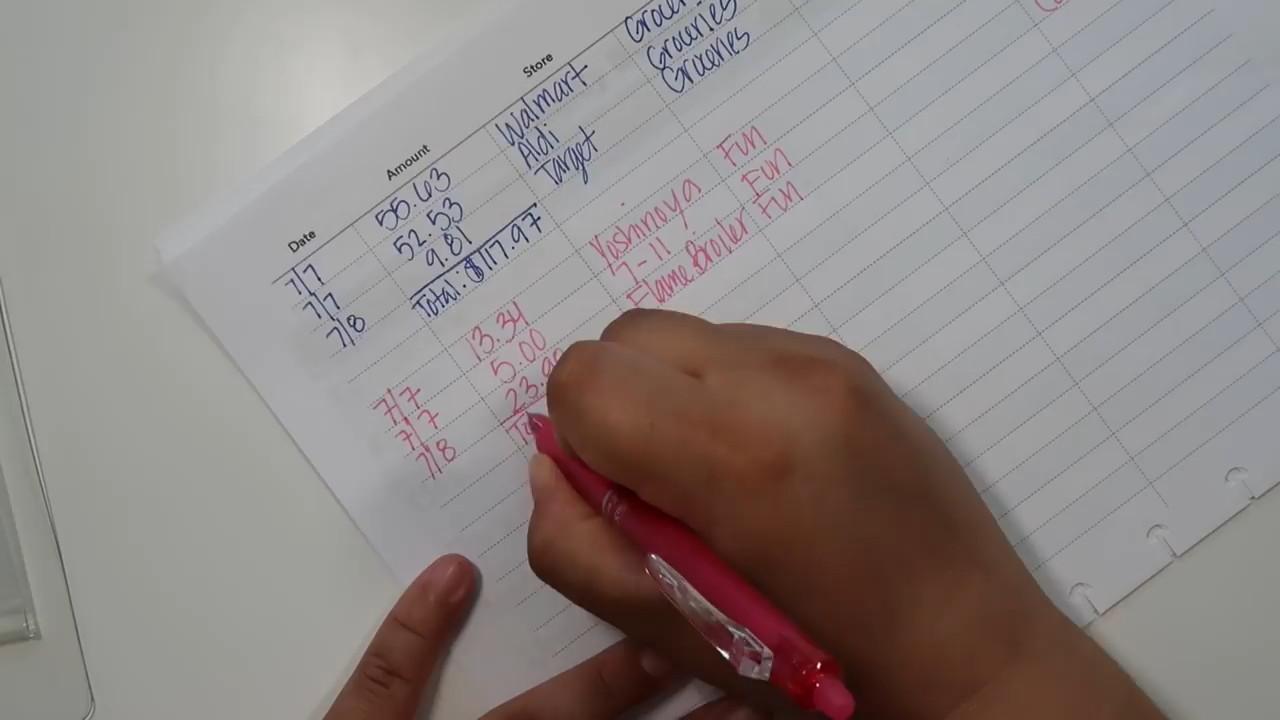 Date Amount Store
7/7 55.63 Walmart Groceries
7/7 52.53 Aldi Groceries
7/8 9.81 Target Groceries
Total: $117.97
7/7 13.34 Yoshinoya Fun
7/7 5.00 7-11 Fun
7/8 23. Flame Broiler Fun